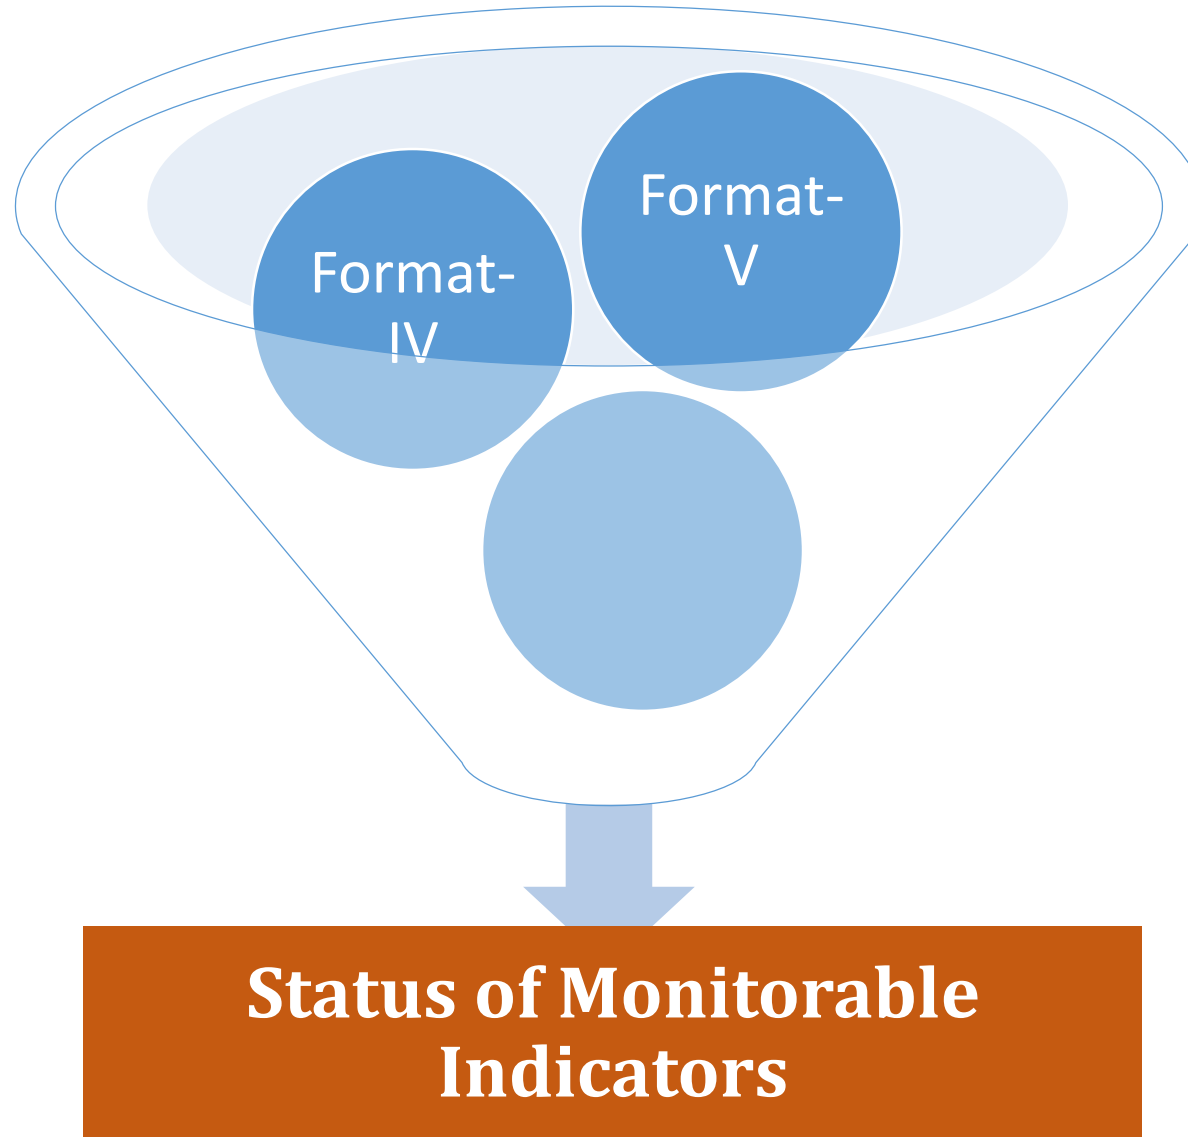 Format-
V
Format-
IV
Status of Monitorable
Indicators